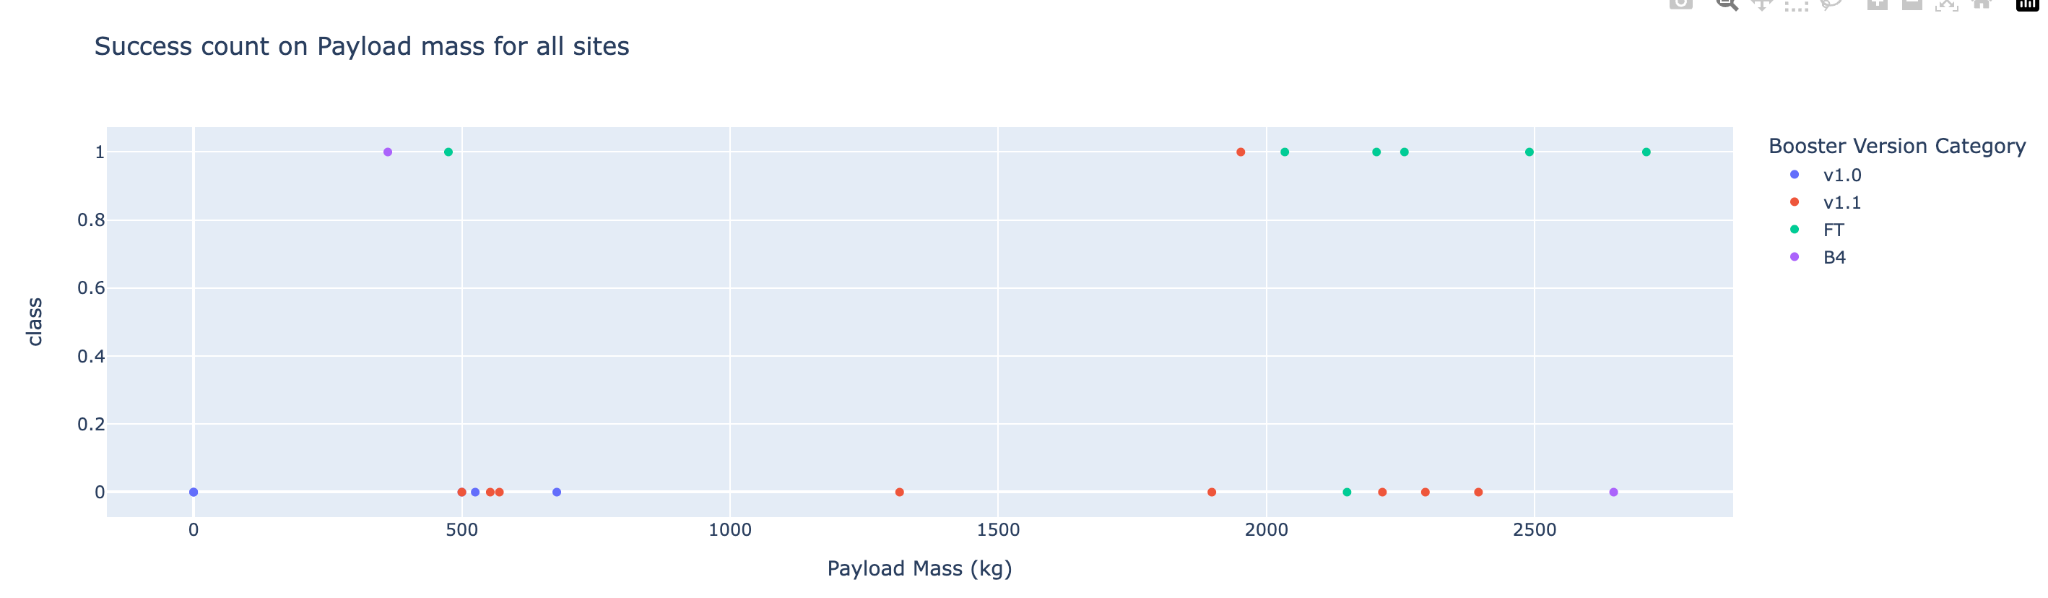 Success count on Payload mass for all sites
1
0.8
0.6
0.4
0.2
0
class
0
500
1000
1500
2000
2500
Payload Mass (kg)
Booster Version Category
v1.0
v1.1
FT
B4